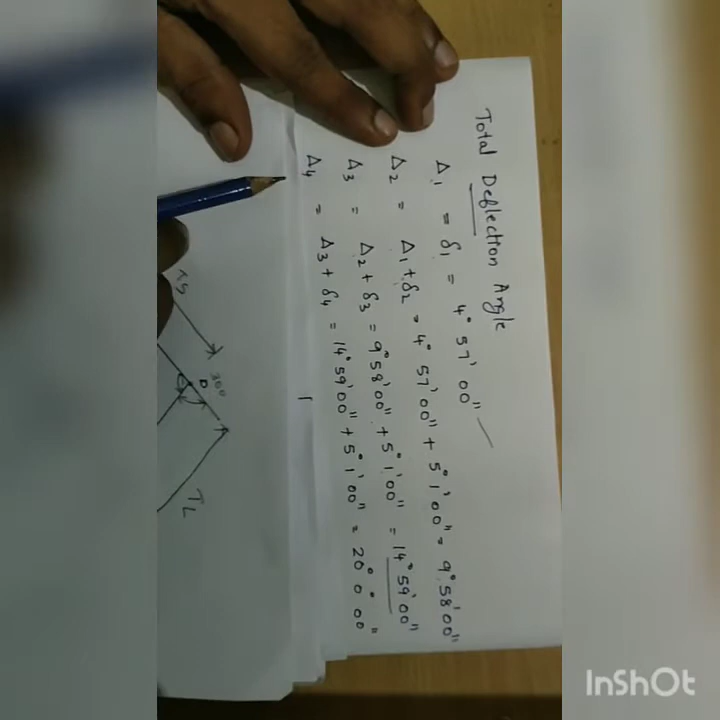 Total Deflection Angle
Δ1 = δ1 = 4° 57' 00"
Δ2 = Δ1 + δ2 = 4° 57' 00" + 5° 1' 00" = 9° 58' 00"
Δ3 = Δ2 + δ3 = 9° 58' 00" + 5° 1' 00" = 14° 59' 00"
Δ4 = Δ3 + δ4 = 14° 59' 00" + 5° 1' 00" = 20° 0' 00"
TS
D
TL
InShOt